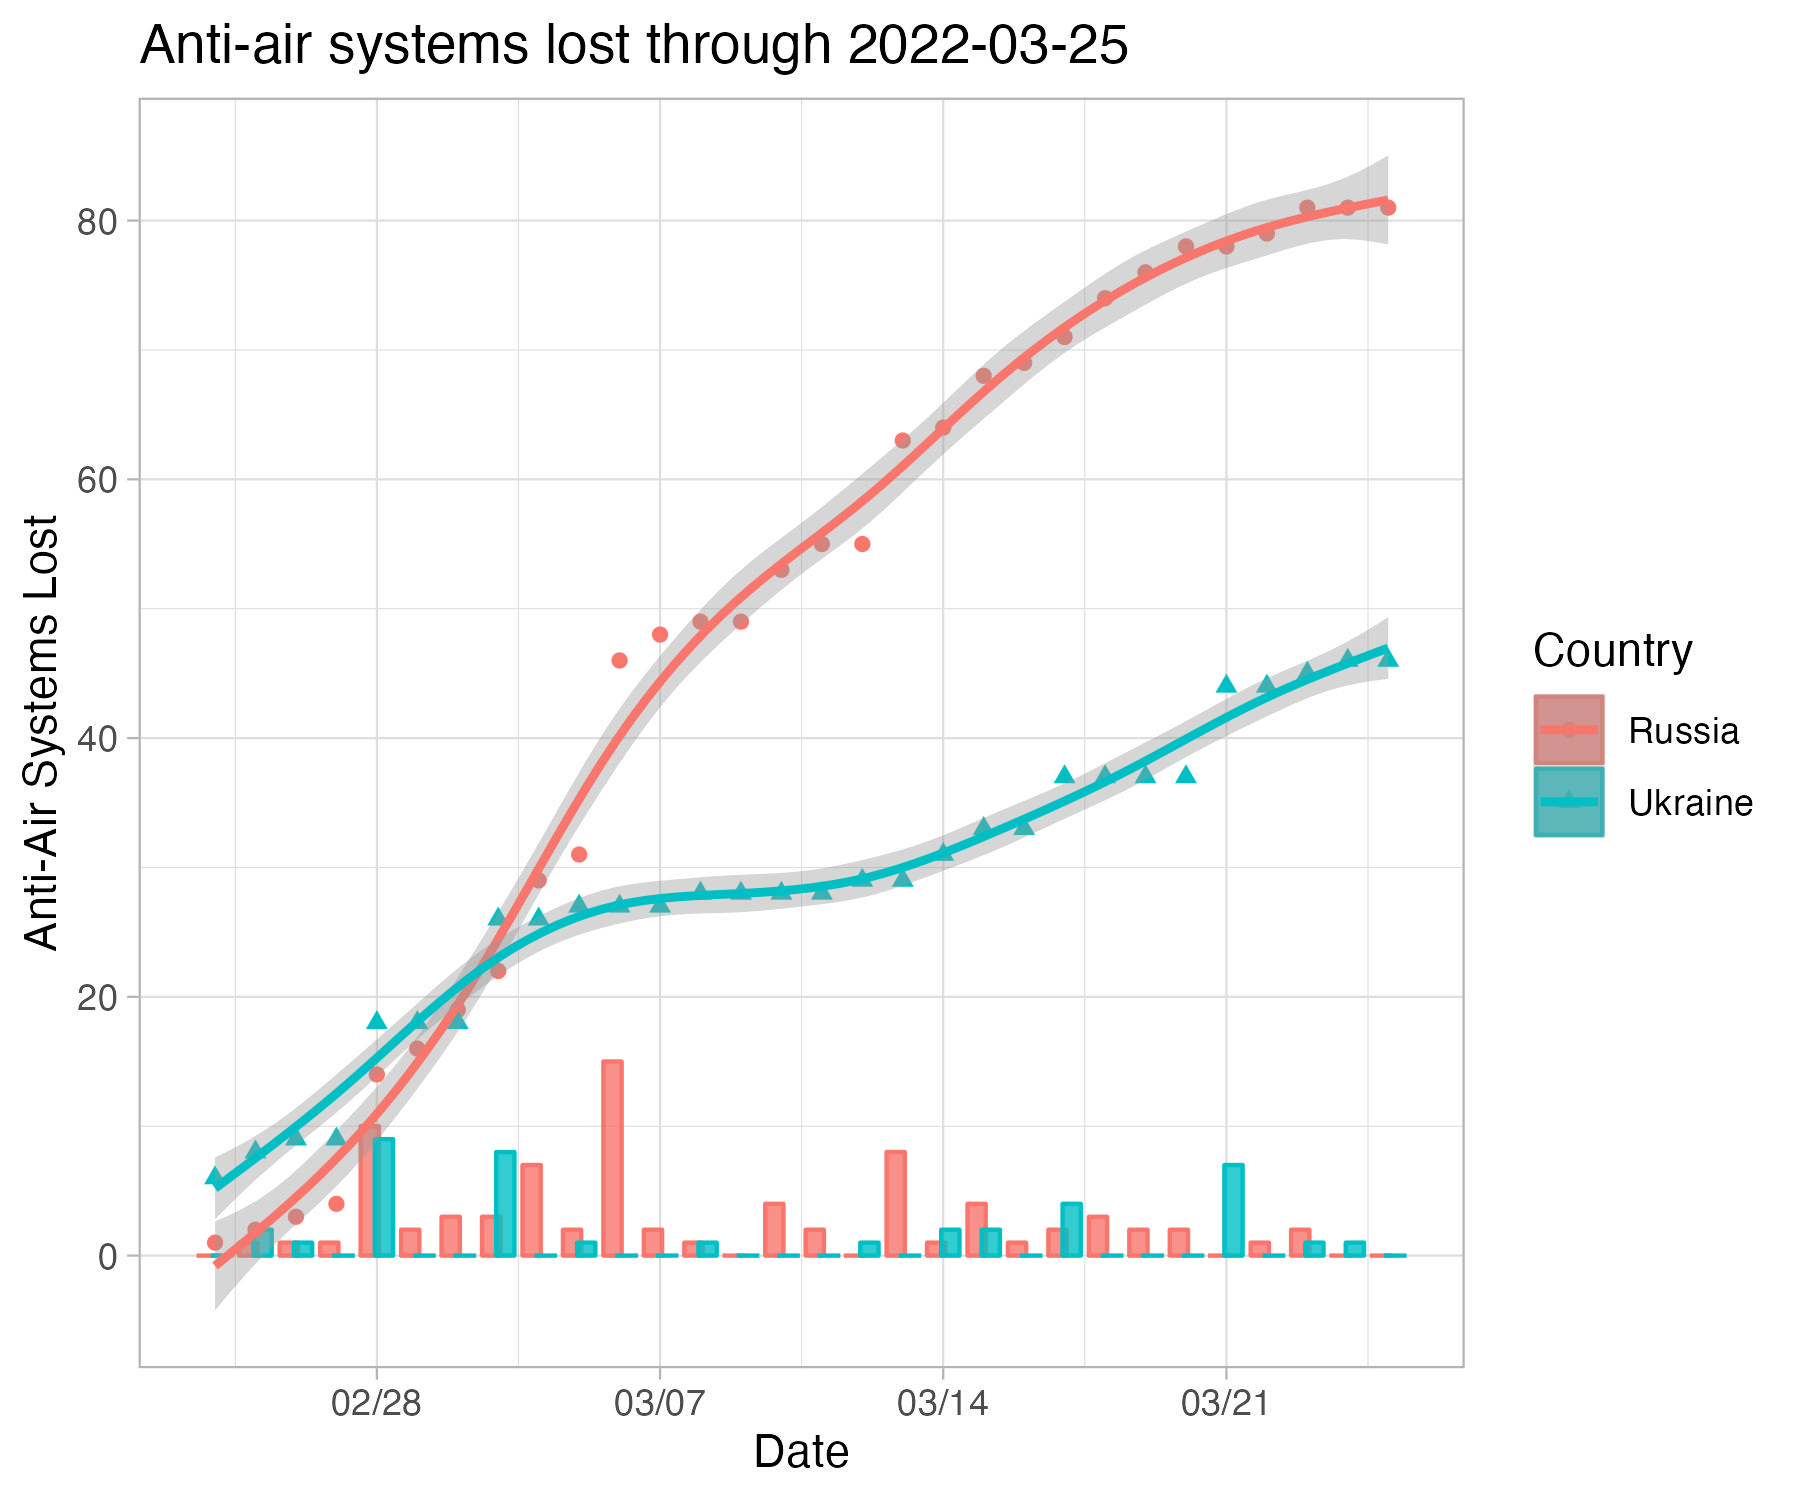 Anti-air systems lost through 2022-03-25
80
60
40
20
0
Anti-Air Systems Lost
02/28
03/07
03/14
03/21
Date
Country
Russia
Ukraine